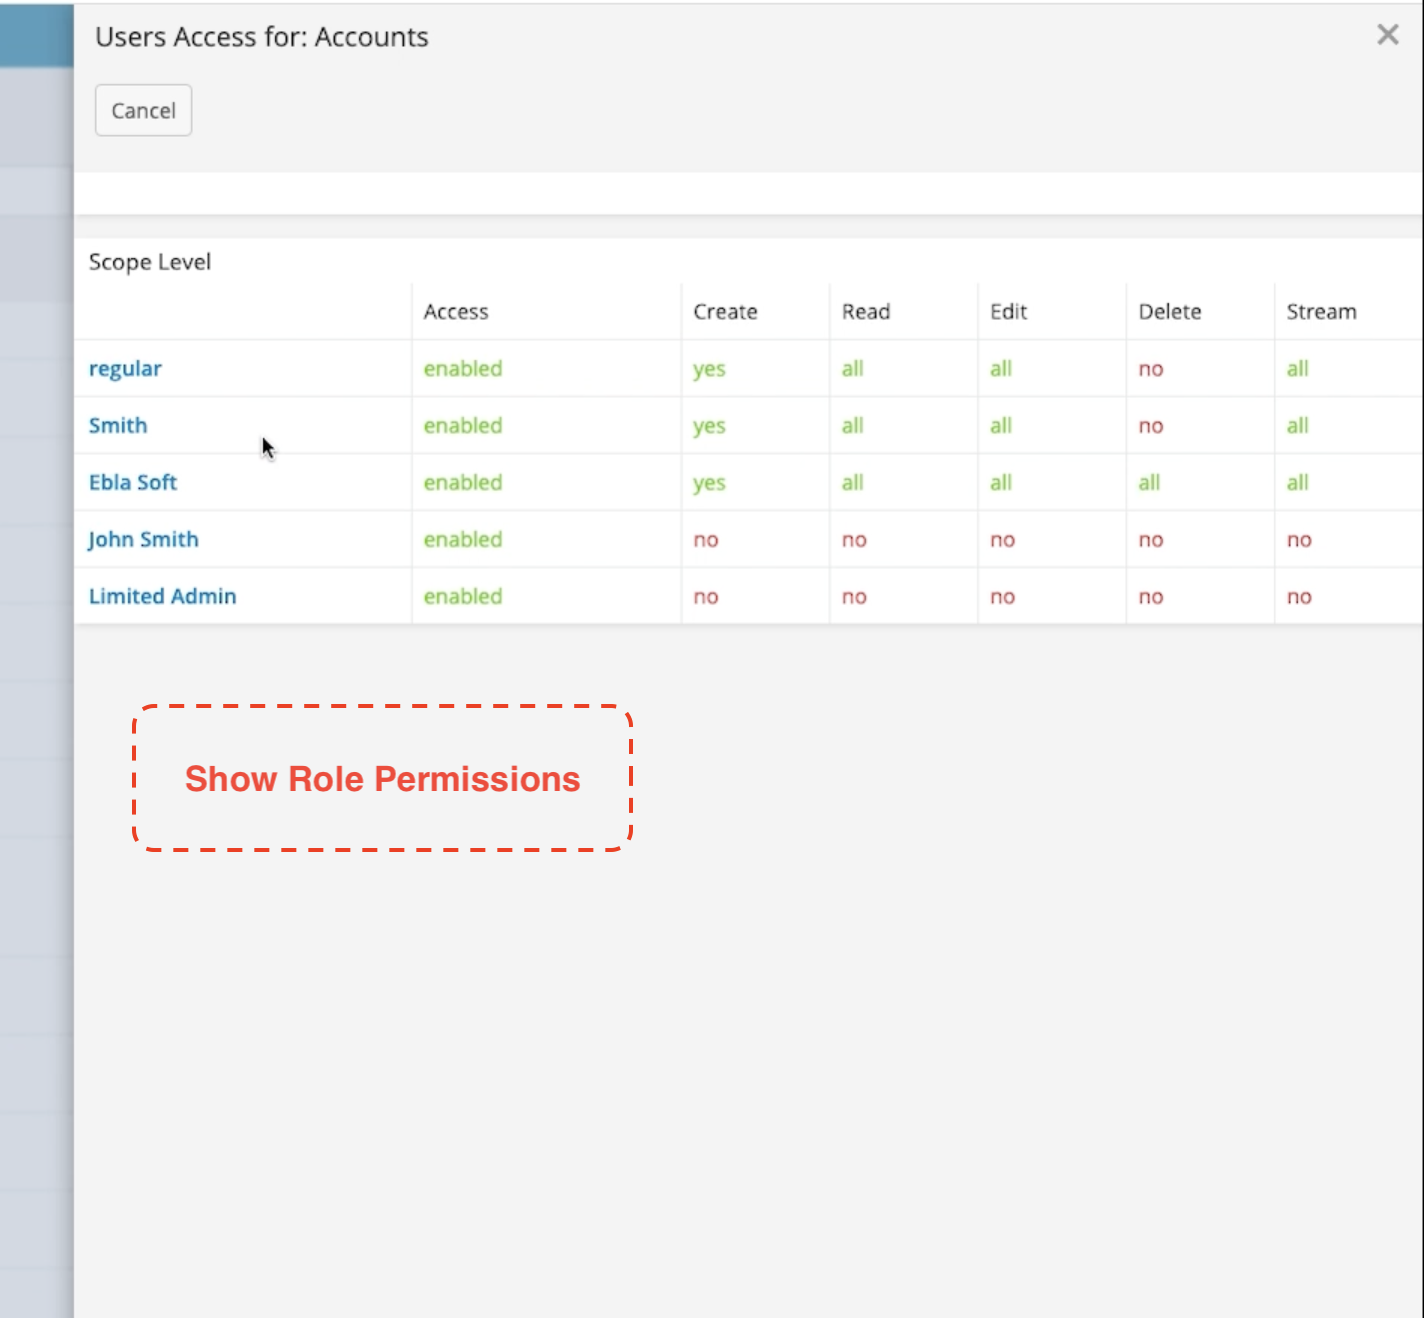 Users Access for: Accounts
Cancel
Scope Level
Access Create Read Edit Delete Stream
regular enabled yes all all no all
Smith enabled yes all all no all
Ebla Soft enabled yes all all all all
John Smith enabled no no no no no
Limited Admin enabled no no no no no
Show Role Permissions